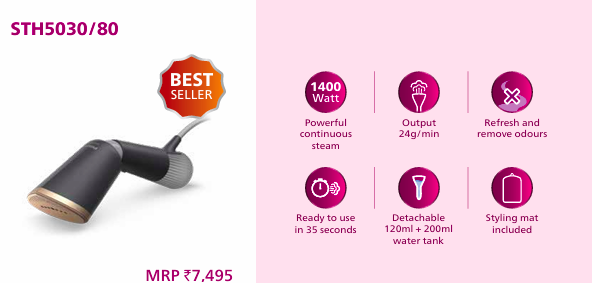 STH5030/80
BEST
SELLER
MRP ₹7,495
1400
Watt
Powerful
continuous
steam
Output
24g/min
Refresh and
remove odours
Ready to use
in 35 seconds
Detachable
120ml + 200ml
water tank
Styling mat
included